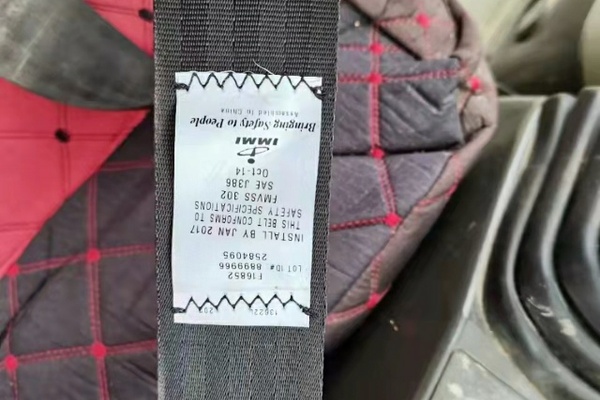 LOT ID# 8899966
F16852
2584095
INSTALL BY JAN 2017
THIS BELT CONFORMS TO
SAFETY SPECIFICATIONS
FMVSS 302
SAE J386
Oct-14
IMMI
Bringing Safety to People
Assembled in China